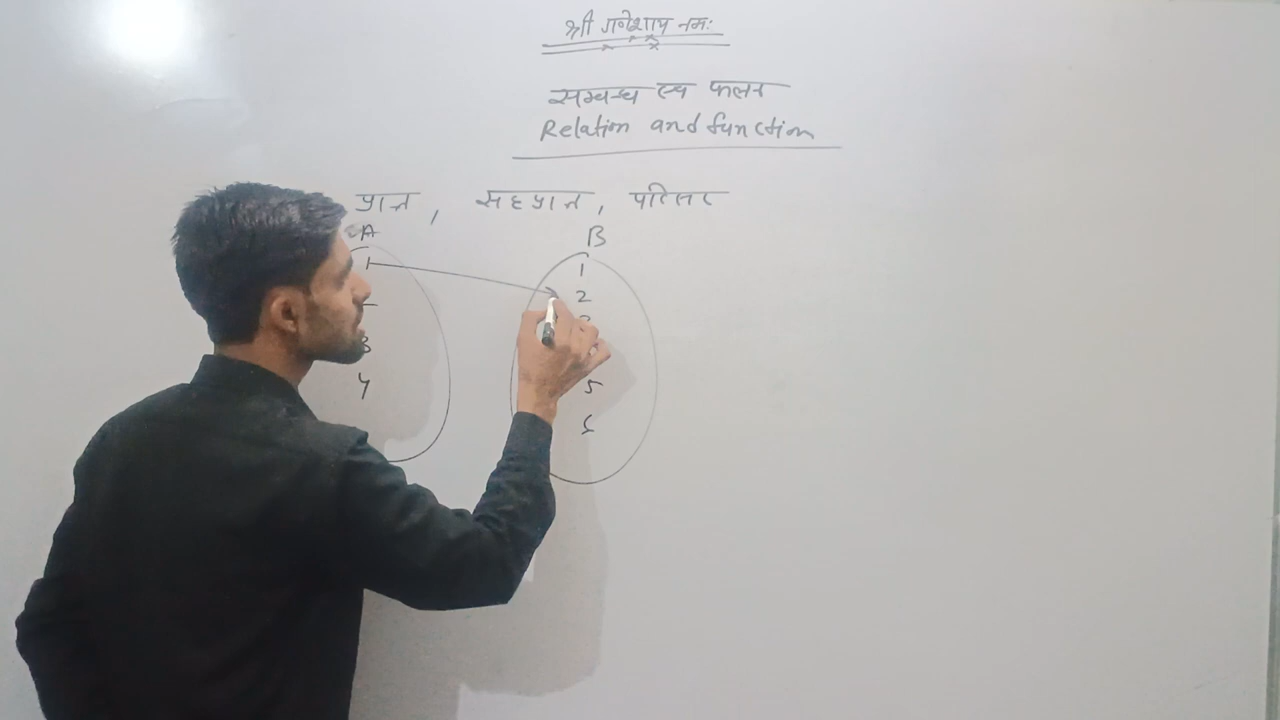 श्री गणेशाय नमः
सम्बन्ध एवं फलन
Relation and function
प्रान्त, सहप्रान्त, परिसर
A B
1 1
2
3
4 5
6